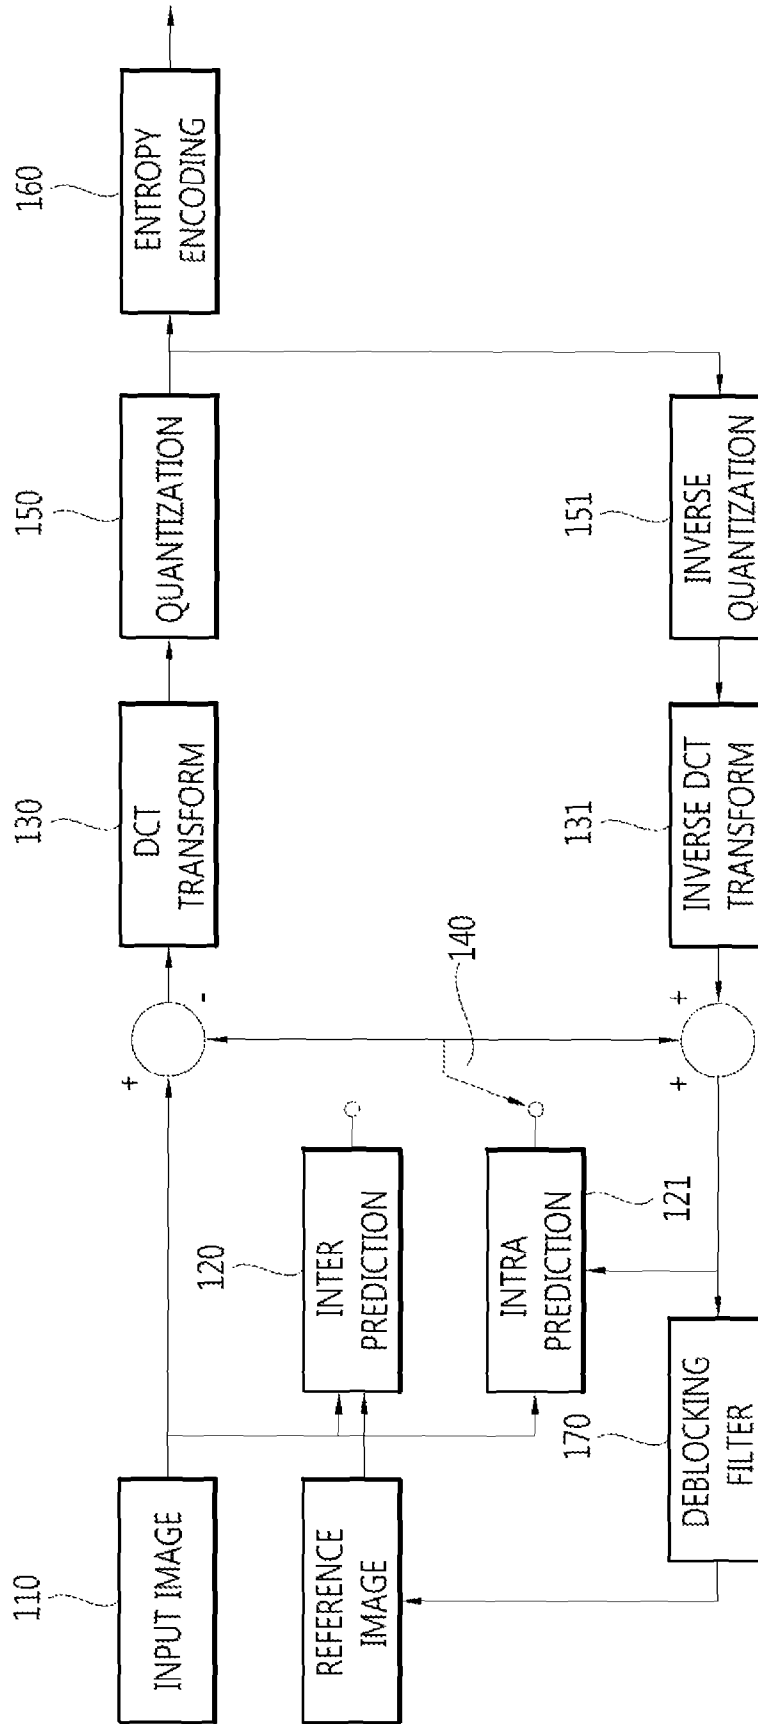 110
INPUT IMAGE
+
-
130
DCT
TRANSFORM
150
QUANTIZATION
160
ENTROPY
ENCODING
REFERENCE
IMAGE
120
INTER
PREDICTION
INTRA
PREDICTION
121
140
170
DEBLOCKING
FILTER
+
+
131
INVERSE DCT
TRANSFORM
151
INVERSE
QUANTIZATION